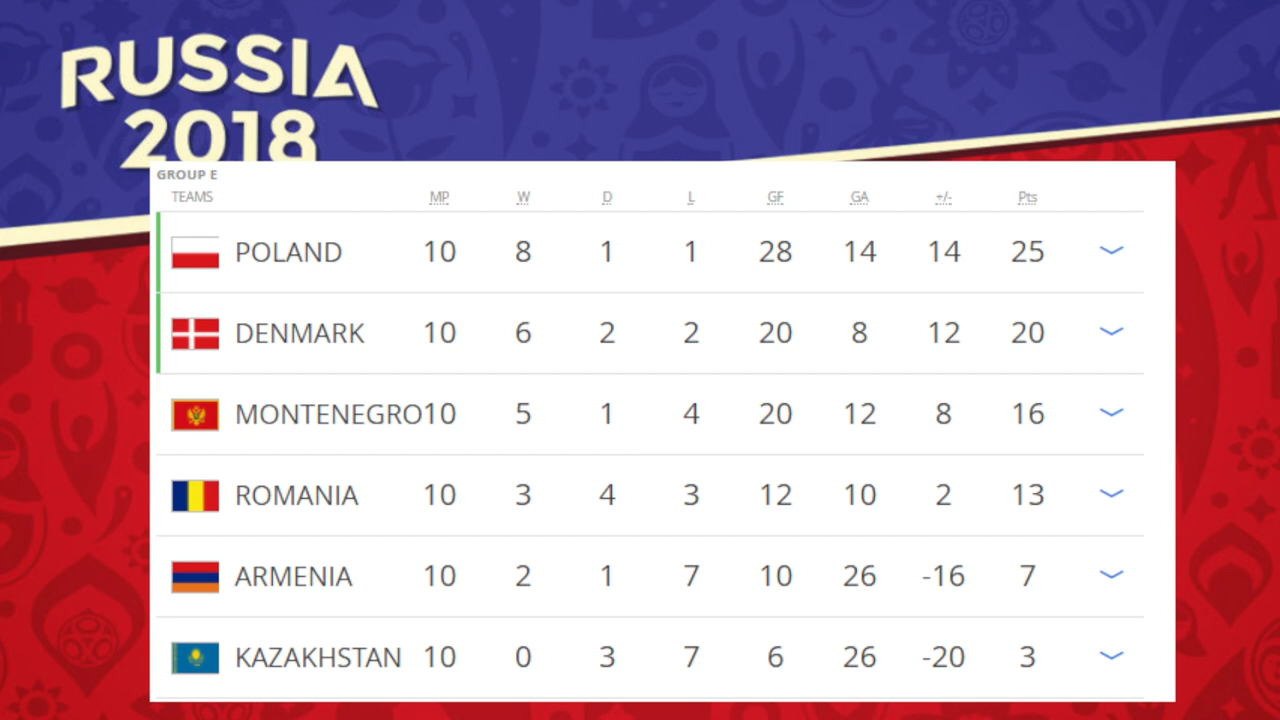 RUSSIA
2018
GROUP E
TEAMS MP W D L GF GA +/- Pts
POLAND 10 8 1 1 28 14 14 25
DENMARK 10 6 2 2 20 8 12 20
MONTENEGRO 10 5 1 4 20 12 8 16
ROMANIA 10 3 4 3 12 10 2 13
ARMENIA 10 2 1 7 10 26 -16 7
KAZAKHSTAN 10 0 3 7 6 26 -20 3